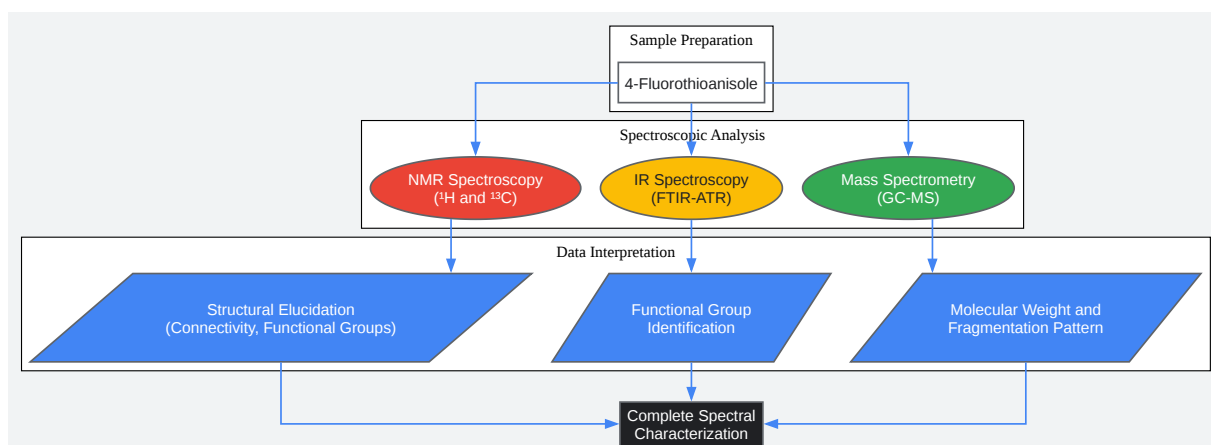 Sample Preparation
4-Fluorothioanisole
Spectroscopic Analysis
NMR Spectroscopy
(¹H and ¹³C)
IR Spectroscopy
(FTIR-ATR)
Mass Spectrometry
(GC-MS)
Data Interpretation
Structural Elucidation
(Connectivity, Functional Groups)
Functional Group
Identification
Molecular Weight and
Fragmentation Pattern
Complete Spectral
Characterization